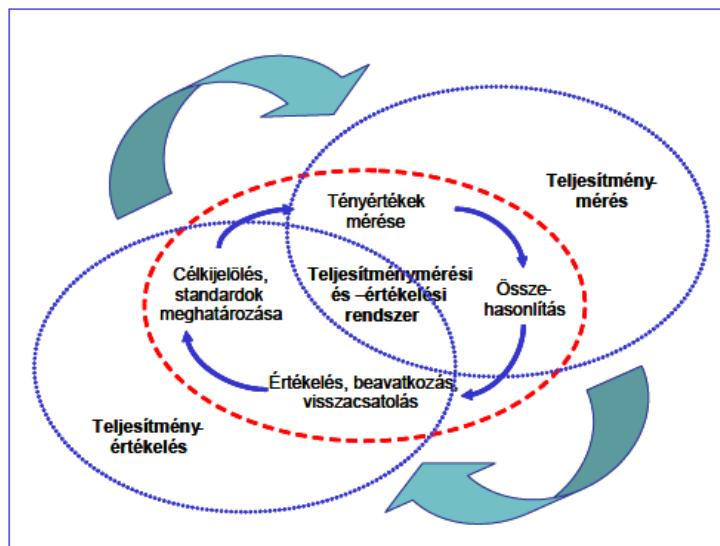 Teljesítmény-
mérés
Tényértékek
mérése
Célkijelölés,
standardok
meghatározása
Teljesítménymérési
és –értékelési
rendszer
Össze-
hasonlítás
Értékelés, beavatkozás,
visszacsatolás
Teljesítmény-
értékelés